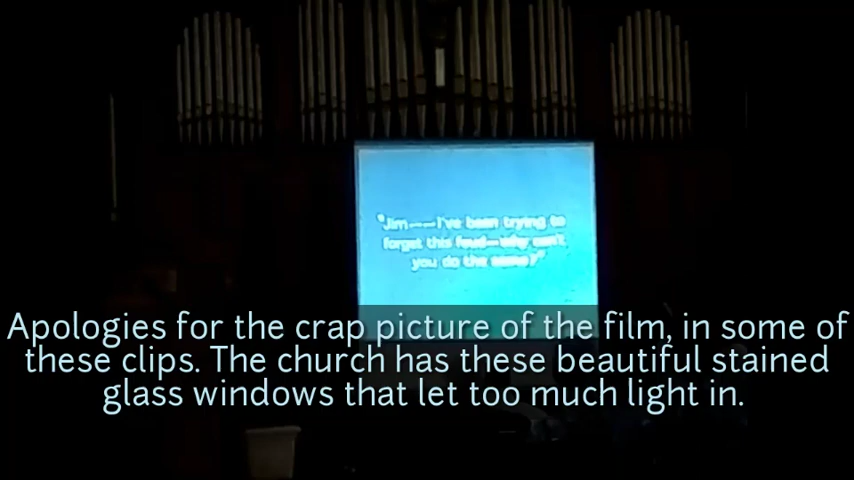 "Jim——I've been trying to
forget this feud—why can't
you do the same?"
Apologies for the crap picture of the film, in some of
these clips. The church has these beautiful stained
glass windows that let too much light in.